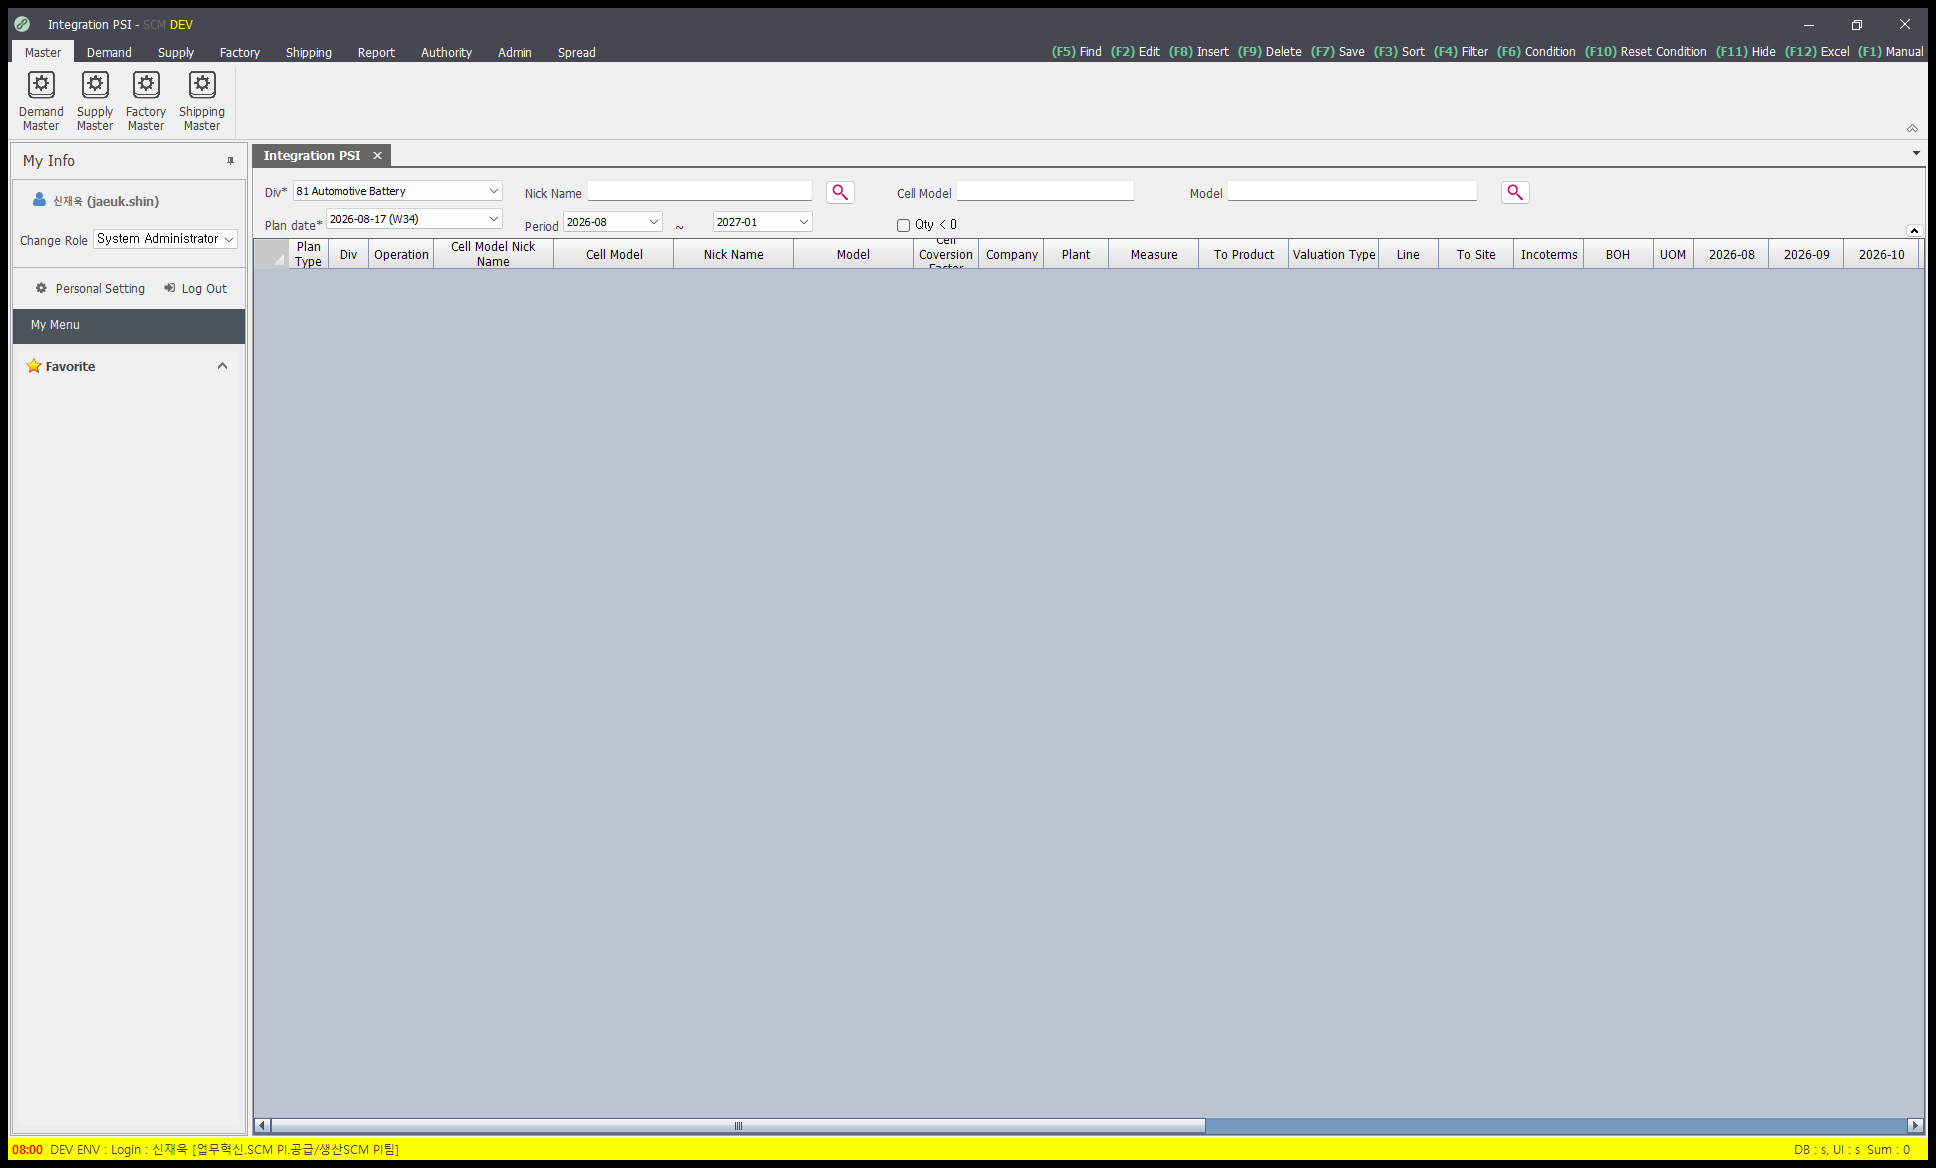 Integration PSI - SCM DEV
Master Demand Supply Factory Shipping Report Authority Admin Spread
(F5) Find (F2) Edit (F8) Insert (F9) Delete (F7) Save (F3) Sort (F4) Filter (F6) Condition (F10) Reset Condition (F11) Hide (F12) Excel (F1) Manual
Demand Master
Supply Master
Factory Master
Shipping Master
My Info
신재욱 (jaeuk.shin)
Change Role System Administrator
Personal Setting Log Out
My Menu
Favorite
Integration PSI
Div* 81 Automotive Battery Nick Name Cell Model Model
Plan date* 2026-08-17 (W34) Period 2026-08 ~ 2027-01 Qty < 0
Plan Type
Div
Operation
Cell Model Nick Name
Cell Model
Nick Name
Model
Cell Coversion Factor
Company
Plant
Measure
To Product
Valuation Type
Line
To Site
Incoterms
BOH
UOM
2026-08
2026-09
2026-10
08:00 DEV ENV : Login : 신재욱 [업무혁신.SCM PI.공급/생산SCM PI팀]
DB : s, UI : s Sum : 0